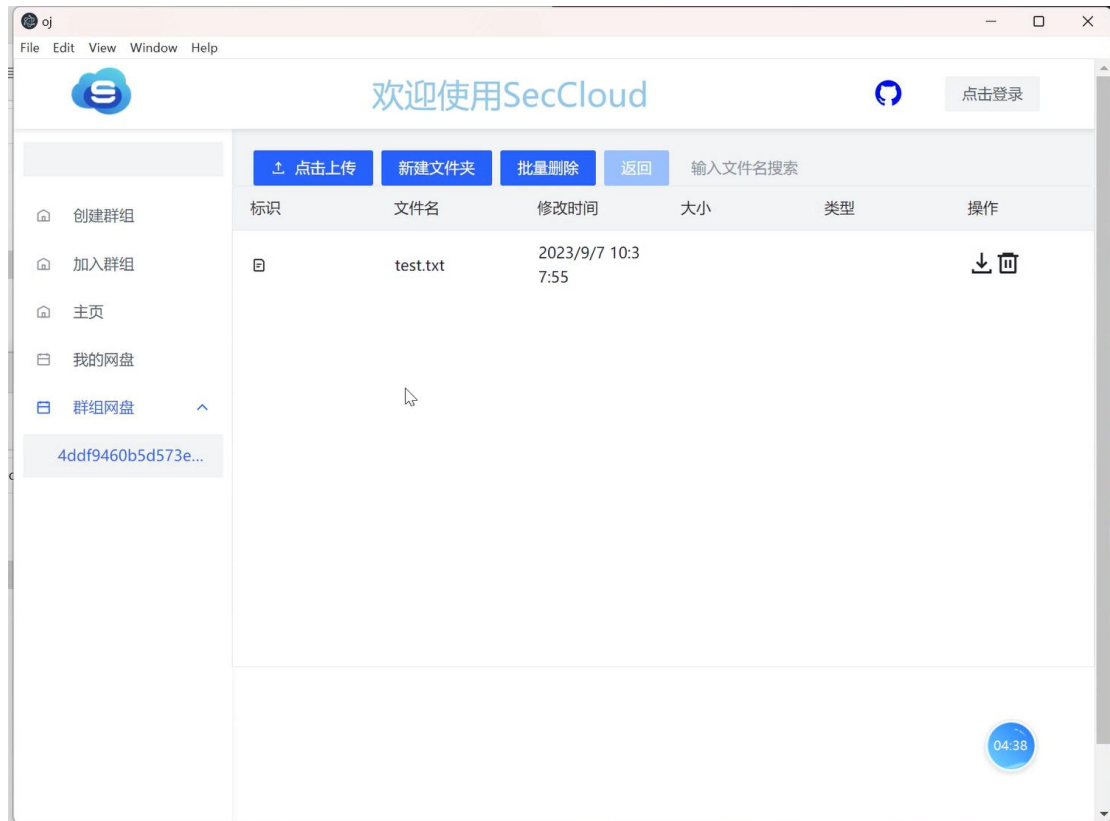 oj
File Edit View Window Help
S
欢迎使用SecCloud
点击登录
点击上传 新建文件夹 批量删除 返回 输入文件名搜索
标识 文件名 修改时间 大小 类型 操作
创建群组
加入群组
主页
我的网盘
群组网盘
4ddf9460b5d573e...
test.txt
2023/9/7 10:3
7:55
04:38